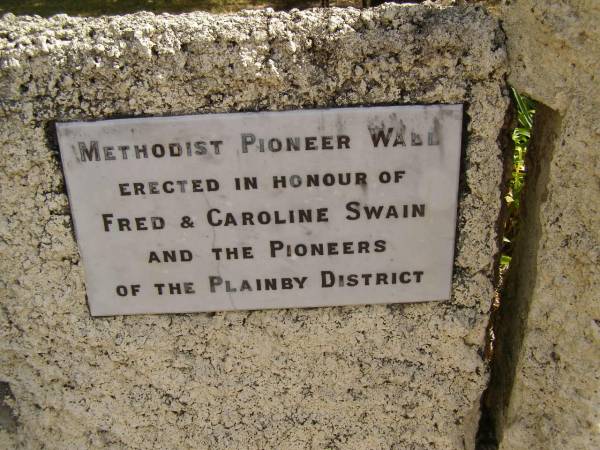 METHODIST PIONEER WALL
ERECTED IN HONOUR OF
FRED & CAROLINE SWAIN
AND THE PIONEERS
OF THE PLAINBY DISTRICT